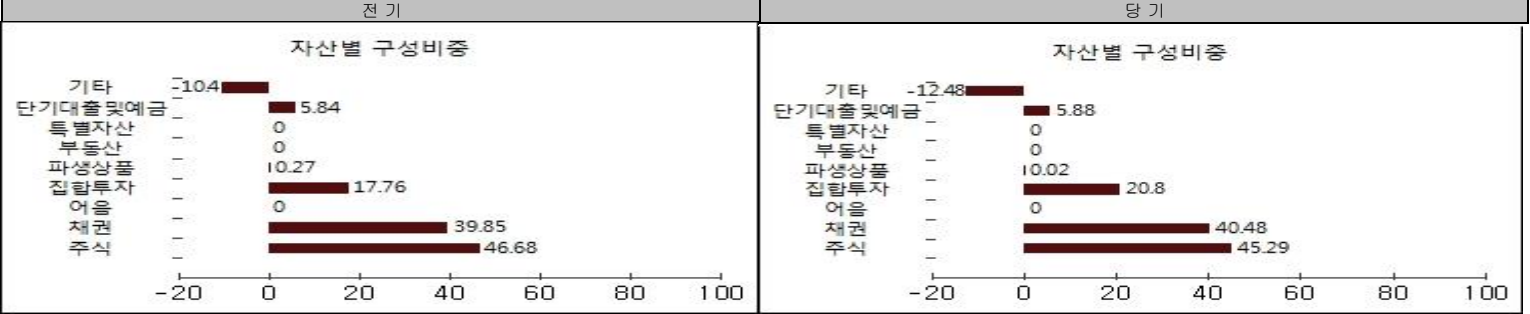 전 기
자산별 구성비중
기타 -10.4
단기대출및예금 5.84
특별자산 0
부동산 0
파생상품 0.27
집합투자 17.76
어음 0
채권 39.85
주식 46.68
-20 0 20 40 60 80 100
당 기
자산별 구성비중
기타 -12.48
단기대출및예금 5.88
특별자산 0
부동산 0
파생상품 0.02
집합투자 20.8
어음 0
채권 40.48
주식 45.29
-20 0 20 40 60 80 100